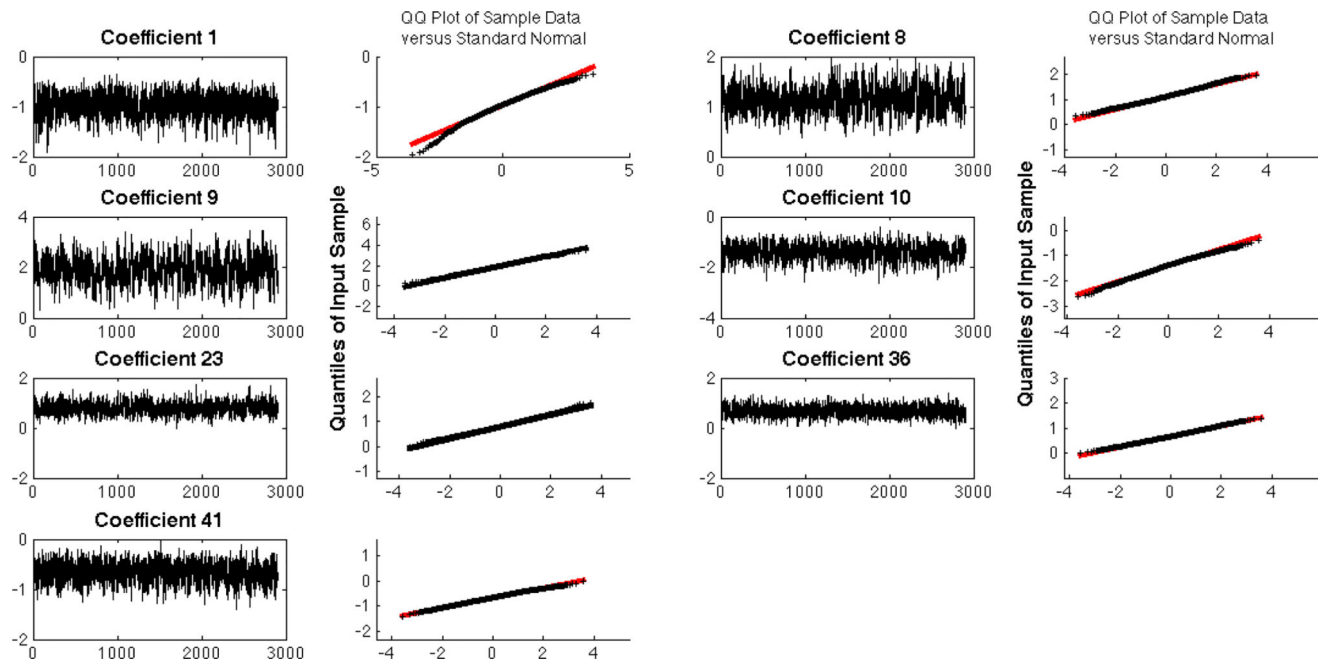 QQ Plot of Sample Data
versus Standard Normal
QQ Plot of Sample Data
versus Standard Normal
Coefficient 1
Coefficient 8
0
-1
-2
0 1000 2000 3000
0
-1
-2
-5 0 5
2
1
0
0 1000 2000 3000
2
1
0
-1
-4 -2 0 2 4
Coefficient 9
Coefficient 10
4
2
0
0 1000 2000 3000
Quantiles of Input Sample
6
4
2
0
-2
-4 -2 0 2 4
0
-2
-4
0 1000 2000 3000
Quantiles of Input Sample
0
-1
-2
-3
-4 -2 0 2 4
Coefficient 23
Coefficient 36
2
0
-2
0 1000 2000 3000
2
1
0
-1
-4 -2 0 2 4
2
0
-2
0 1000 2000 3000
3
2
1
0
-4 -2 0 2 4
Coefficient 41
0
-1
-2
0 1000 2000 3000
1
0
-1
-2
-4 -2 0 2 4